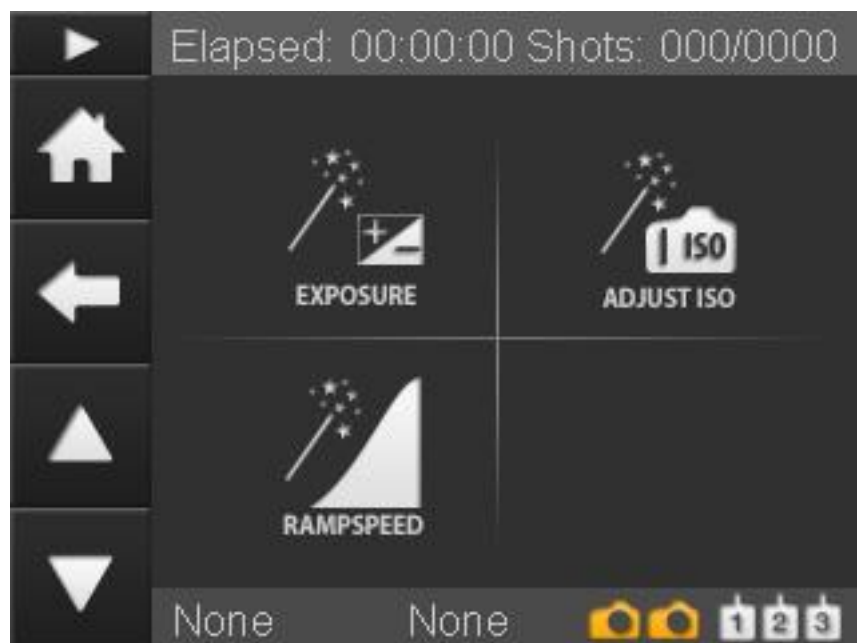 Elapsed: 00:00:00 Shots: 000/0000
EXPOSURE
ISO
ADJUST ISO
RAMPSPEED
None None 1 2 3